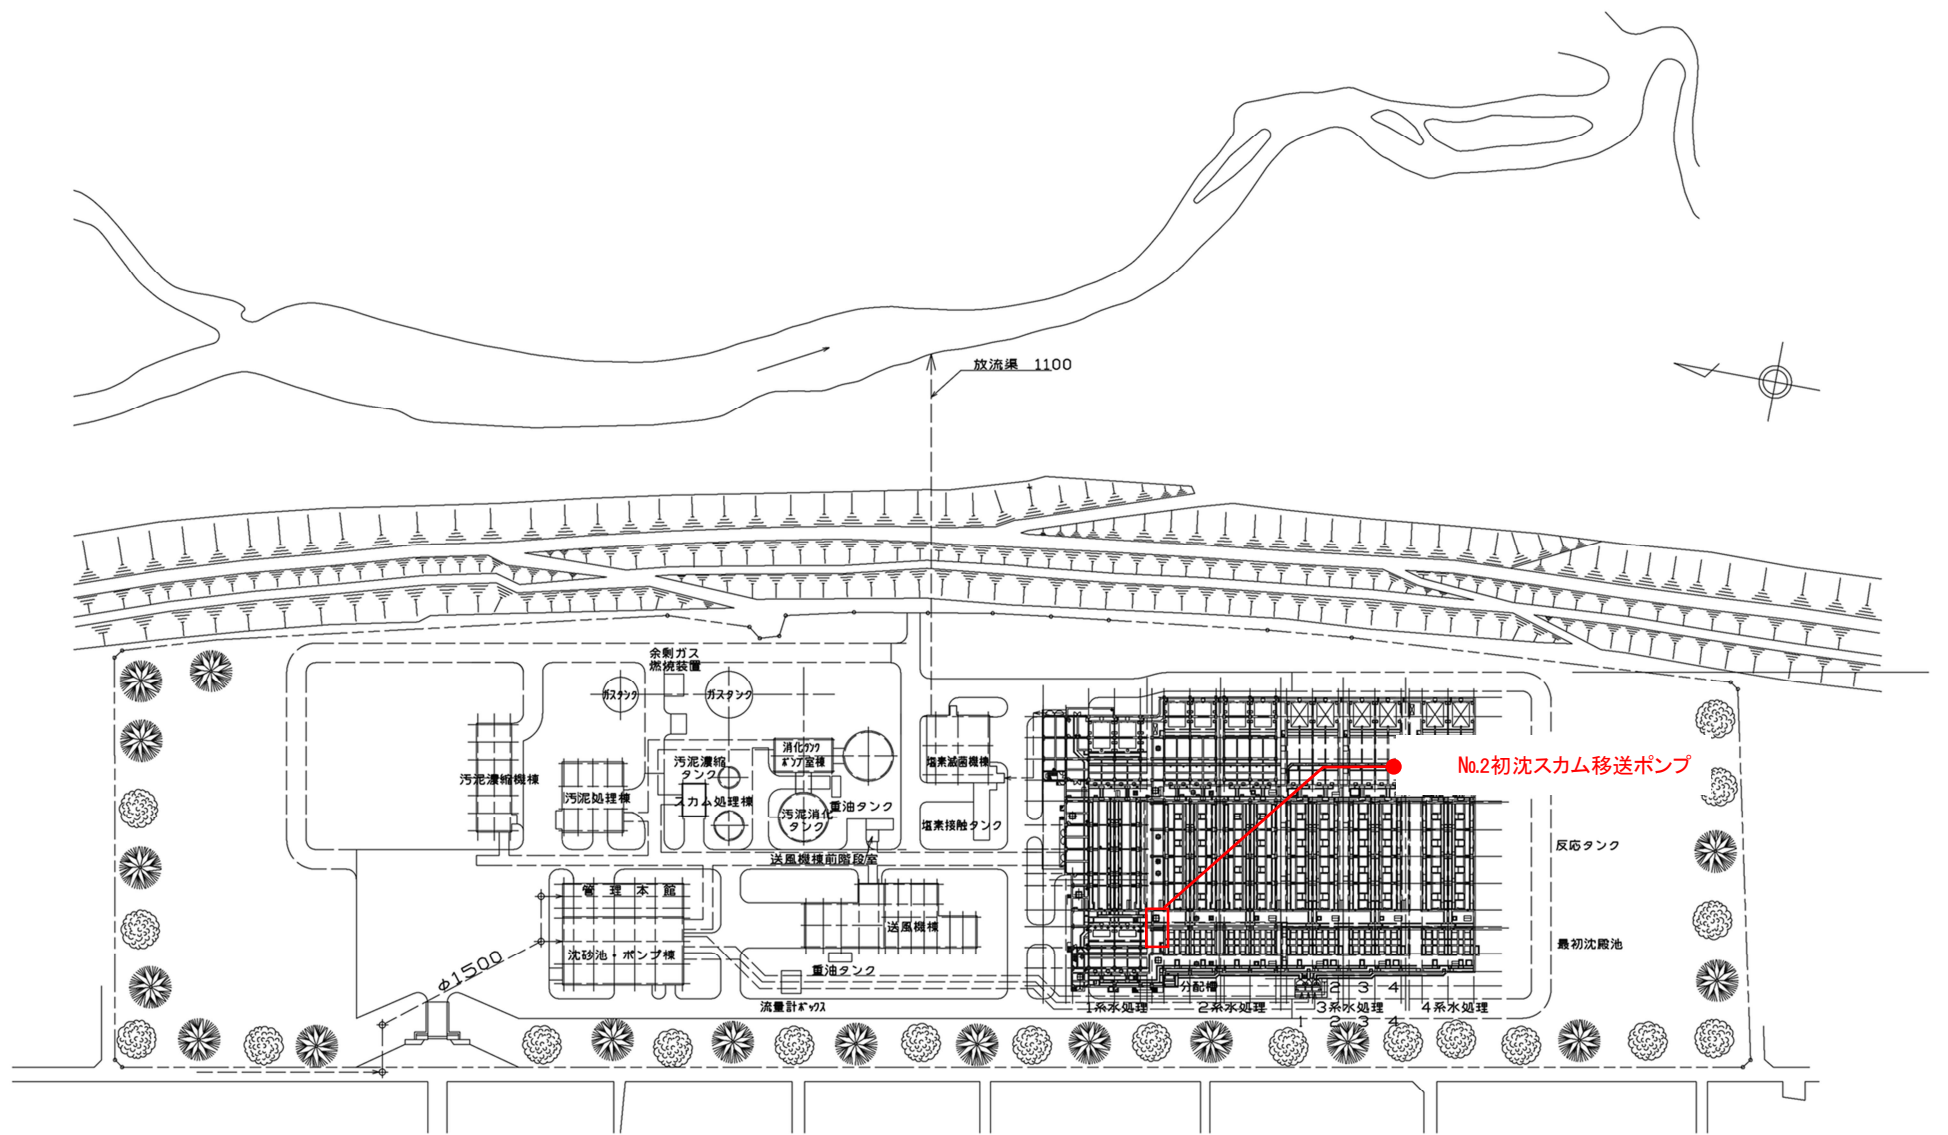 放流渠 1100
余剰ガス
燃焼装置
ガスタンク
ガスタンク
消化タンク
ポンプ室棟
汚泥濃縮
タンク
塩素滅菌機棟
№2初沈スカム移送ポンプ
汚泥濃縮機棟
汚泥処理棟
スカム処理棟
重油タンク
汚泥消化
タンク
塩素接触タンク
反応タンク
送風機棟前階段室
管理本館
送風機棟
最初沈殿池
沈砂池・ポンプ棟
φ1500
重油タンク
分配槽
2 3 4
流量計ボックス
1系水処理
2系水処理
3系水処理
4系水処理
1 2 3 4